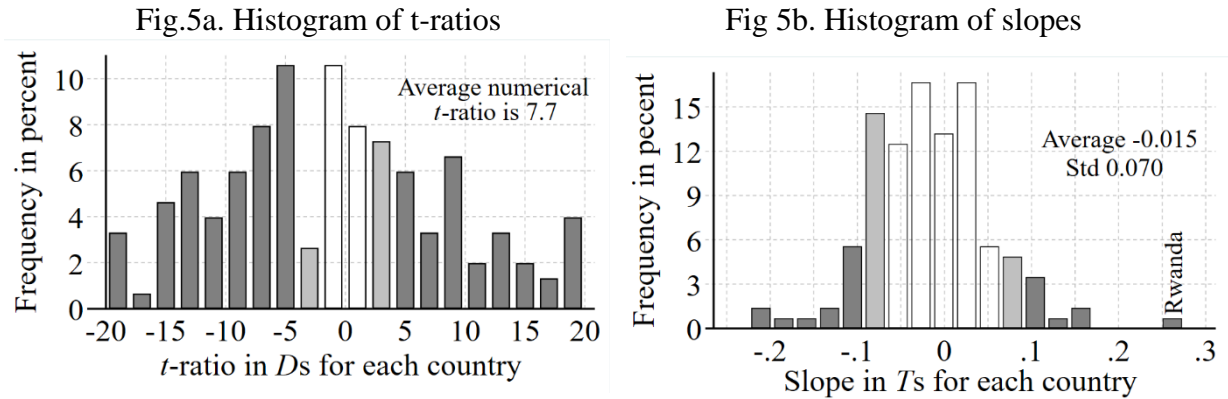 Fig.5a. Histogram of t-ratios
Frequency in percent
10
8
6
4
2
0
Average numerical
t-ratio is 7.7
-20 -15 -10 -5 0 5 10 15 20
t-ratio in Ds for each country
Fig 5b. Histogram of slopes
Frequency in pecent
15
12
9
6
3
0
Average -0.015
Std 0.070
Rwanda
-.2 -.1 0 .1 .2 .3
Slope in Ts for each country